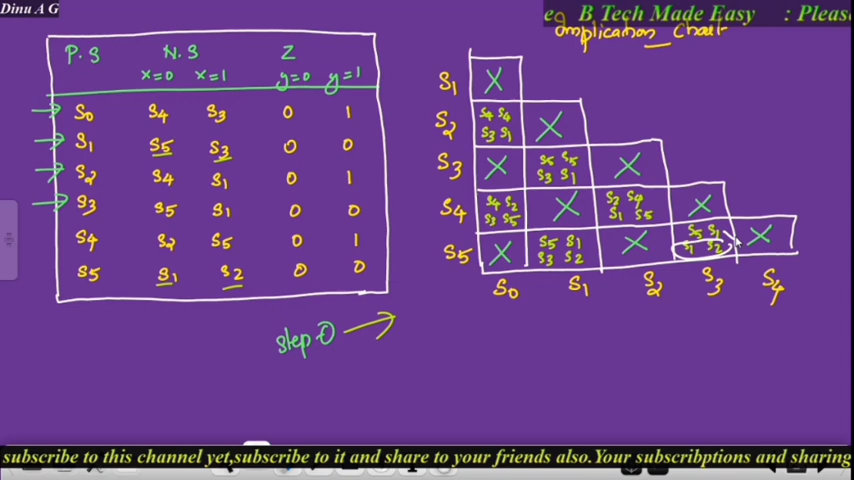 Dinu A G
eg B Tech Made Easy : Pleas
Implication Chart
P.S N.S Z
x=0 x=1 y=0 y=1
S0 S4 S3 0 1
S1 S5 S3 0 0
S2 S4 S1 0 1
S3 S5 S1 0 0
S4 S2 S5 0 1
S5 S1 S2 0 0
step-0
S1 X
S2 S4 S4 X
S3 S1
S3 X S5 S5 X
S3 S1
S4 S4 S2 X S2 S4 X
S3 S5 S1 S5
S5 X S5 S1 X S5 S1 X
S3 S2 S1 S2
S0 S1 S2 S3 S4
subscribe to this channel yet,subscribe to it and share to your friends also.Your subscribptions and sharing